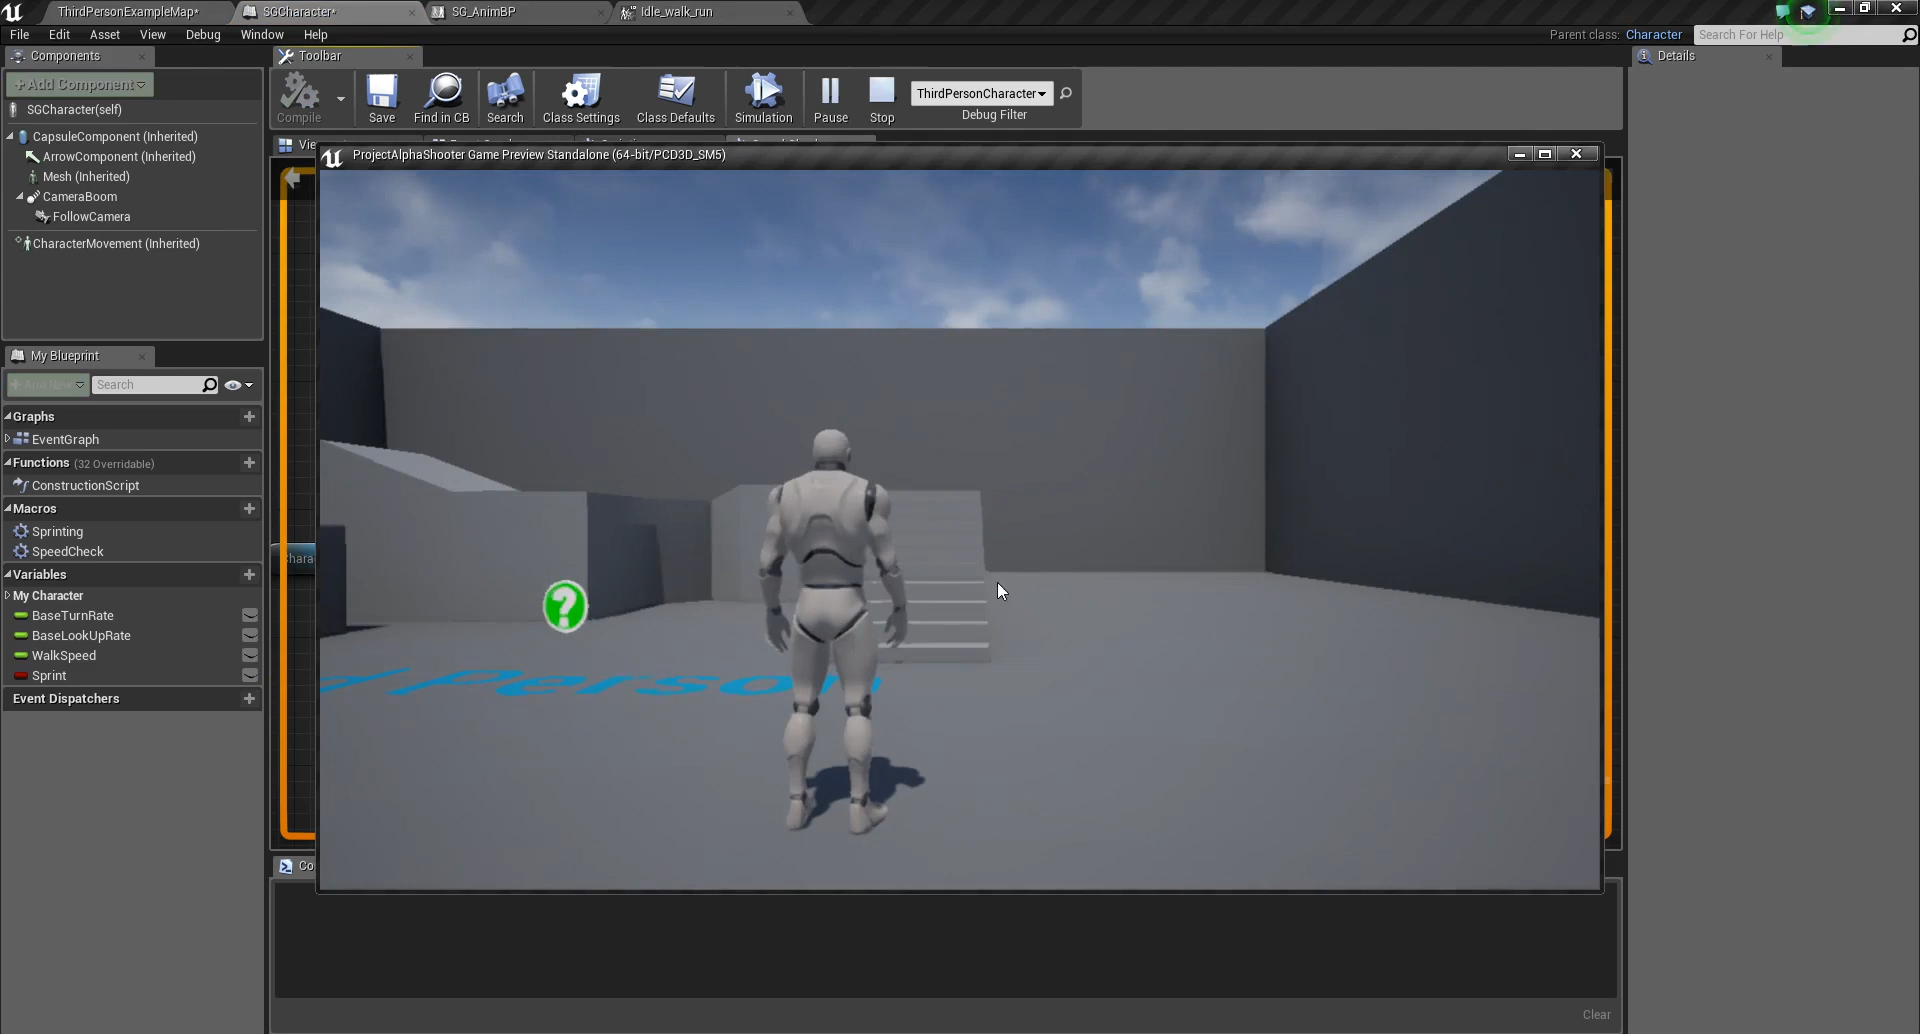 ThirdPersonExampleMap*
SGCharacter*
SG_AnimBP
Idle_walk_run
File Edit Asset View Debug Window Help
Parent class: Character
Search For Help
Components
Toolbar
Details
+Add Component
SGCharacter(self)
CapsuleComponent (Inherited)
ArrowComponent (Inherited)
Mesh (Inherited)
CameraBoom
FollowCamera
CharacterMovement (Inherited)
Compile
Save
Find in CB
Search
Class Settings
Class Defaults
Simulation
Pause
Stop
ThirdPersonCharacter
Debug Filter
ProjectAlphaShooter Game Preview Standalone (64-bit/PCD3D_SM5)
My Blueprint
+ Add New
Search
Graphs
EventGraph
Functions (32 Overridable)
ConstructionScript
Macros
Sprinting
SpeedCheck
Variables
My Character
BaseTurnRate
BaseLookUpRate
WalkSpeed
Sprint
Event Dispatchers
?
Person
Clear